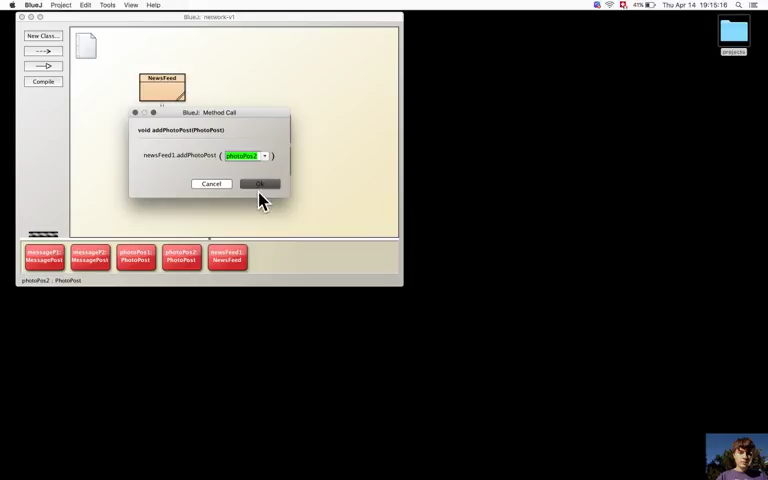 BlueJ Project Edit Tools View Help
41% Thu Apr 14 19:15:16
BlueJ: network-v1
New Class...
Compile
NewsFeed
BlueJ: Method Call
void addPhotoPost(PhotoPost)
newsFeed1.addPhotoPost ( photoPos2 )
Cancel
Ok
messageP1:
MessagePost
messageP2:
MessagePost
photoPos1:
PhotoPost
photoPos2:
PhotoPost
newsFeed1:
NewsFeed
photoPos2 : PhotoPost
projects